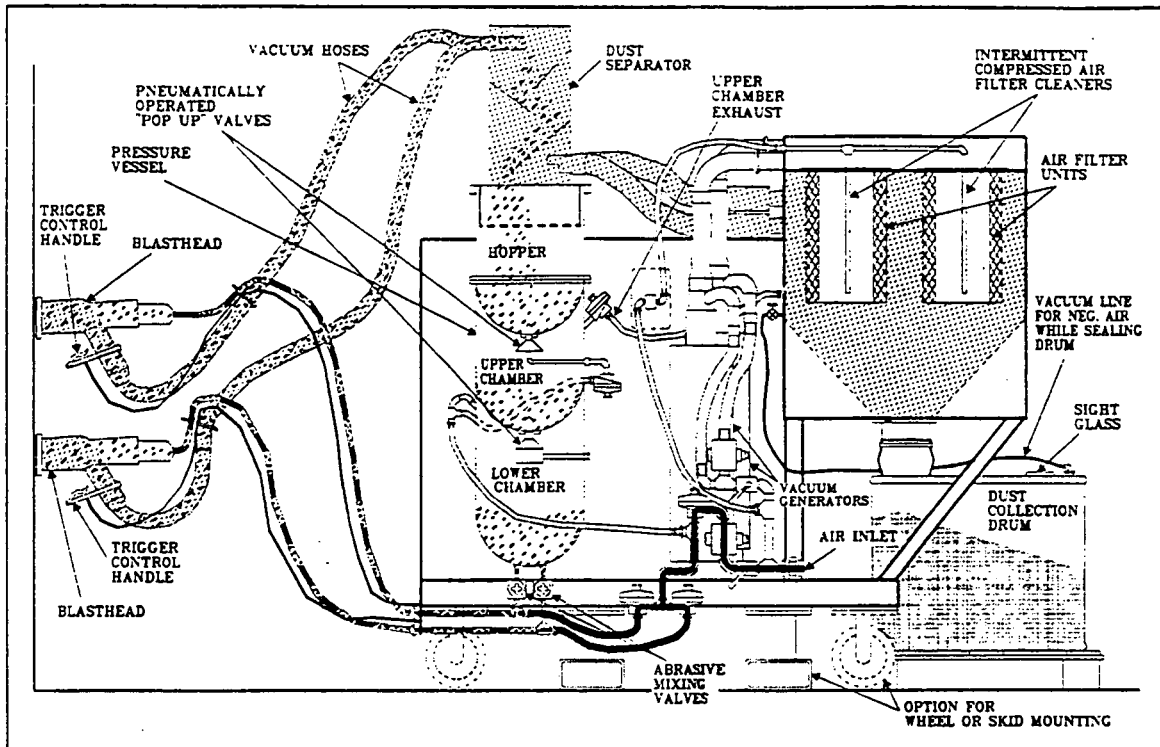 VACUUM HOSES
PNEUMATICALLY
OPERATED
"POP UP" VALVES
PRESSURE
VESSEL
TRIGGER
CONTROL
HANDLE
BLASTHEAD
DUST
SEPARATOR
UPPER
CHAMBER
EXHAUST
INTERMITTENT
COMPRESSED AIR
FILTER CLEANERS
AIR FILTER
UNITS
HOPPER
UPPER
CHAMBER
LOWER
CHAMBER
VACUUM LINE
FOR NEG. AIR
WHILE SEALING
DRUM
SIGHT
GLASS
VACUUM
GENERATORS
DUST
COLLECTION
DRUM
AIR INLET
TRIGGER
CONTROL
HANDLE
BLASTHEAD
ABRASIVE
MIXING
VALVES
OPTION FOR
WHEEL OR SKID MOUNTING